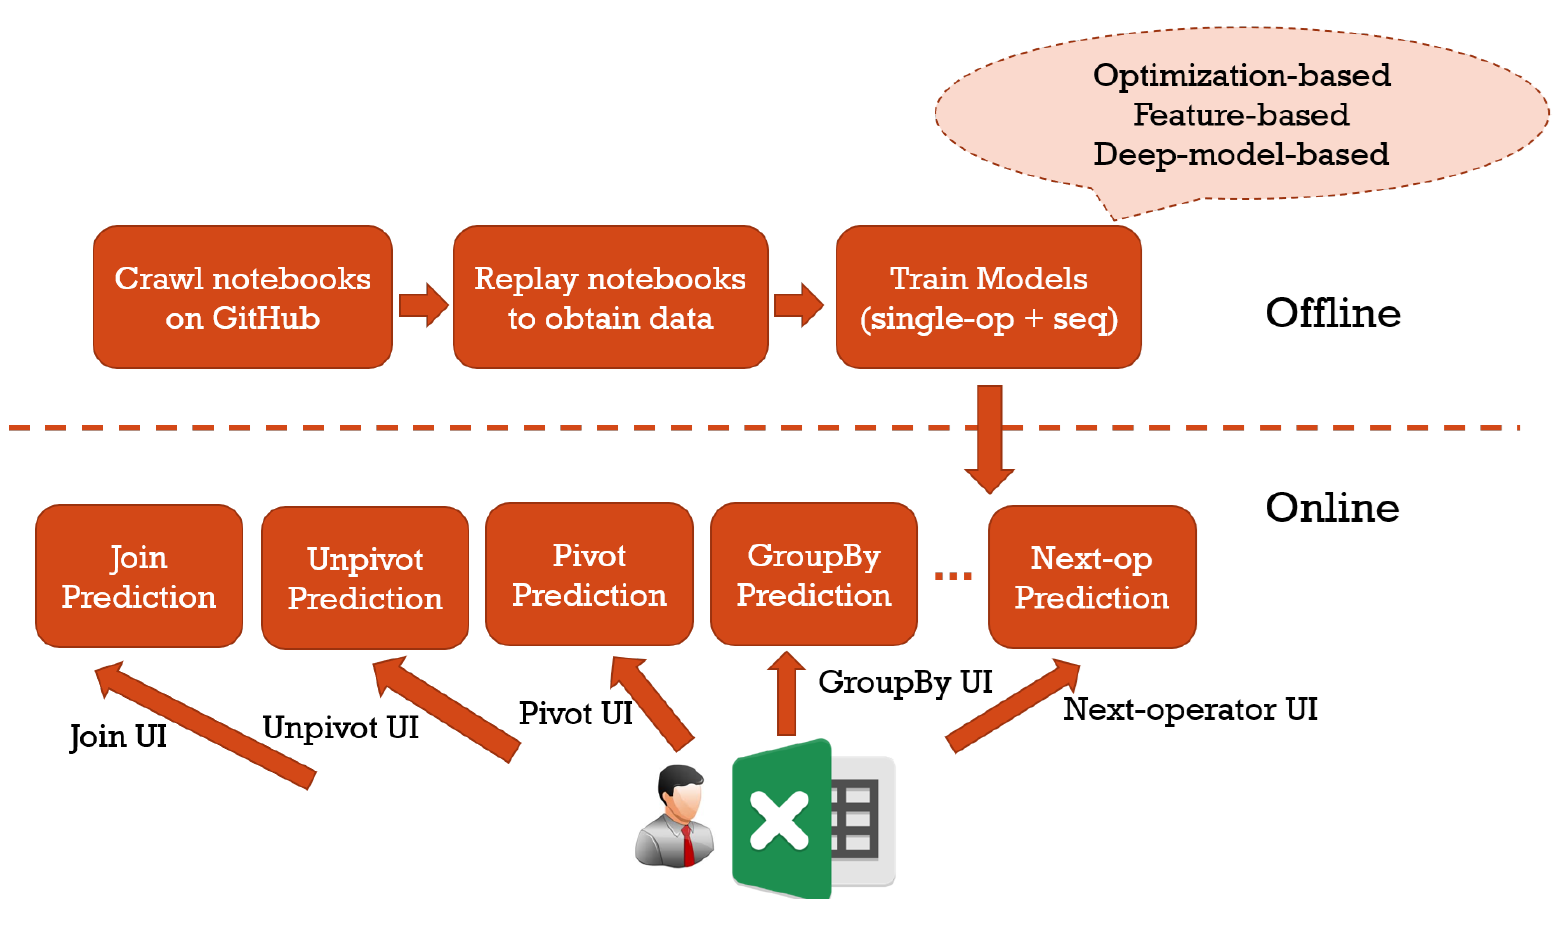 Optimization-based
Feature-based
Deep-model-based
Crawl notebooks
on GitHub
Replay notebooks
to obtain data
Train Models
(single-op + seq)
Offline
Online
Join
Prediction
Unpivot
Prediction
Pivot
Prediction
GroupBy
Prediction
...
Next-op
Prediction
Join UI
Unpivot UI
Pivot UI
GroupBy UI
Next-operator UI